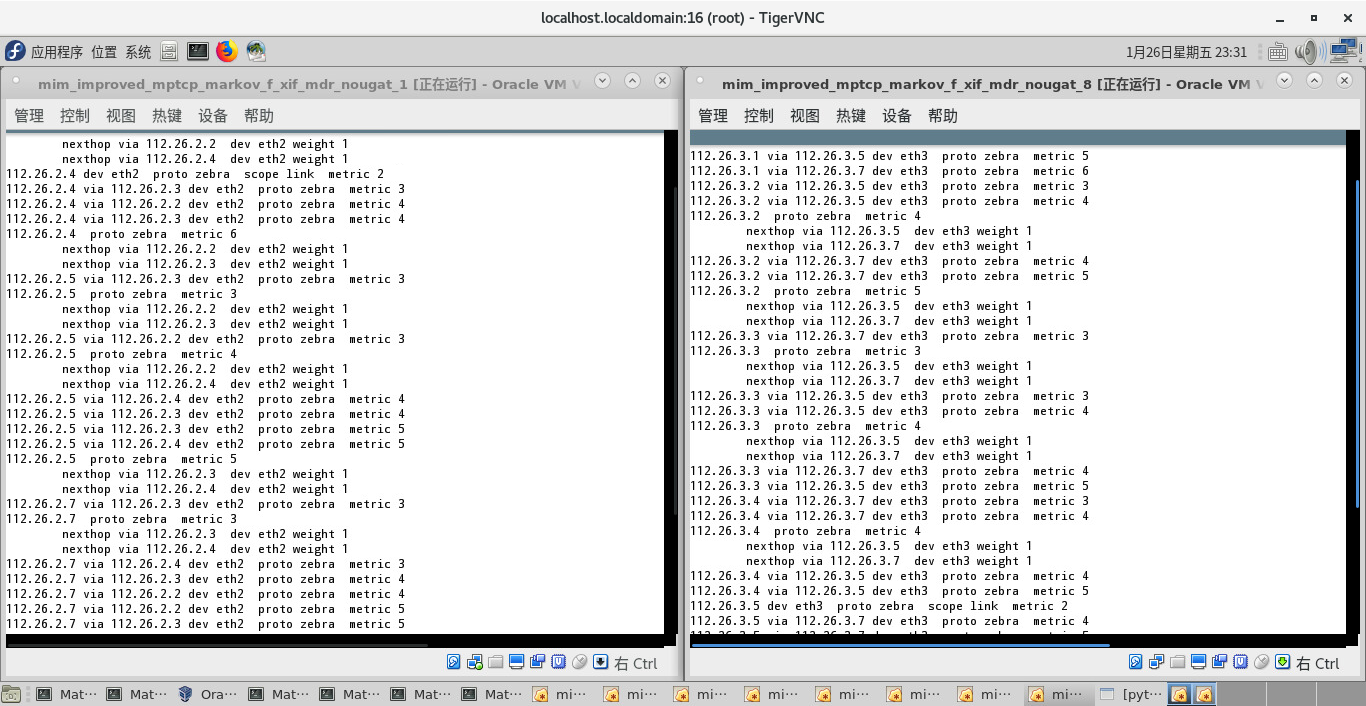 localhost.localdomain:16 (root) - TigerVNC
应用程序 位置 系统
1月26日星期五 23:31
mim_improved_mptcp_markov_f_xif_mdr_nougat_1 [正在运行] - Oracle VM V
管理 控制 视图 热键 设备 帮助
nexthop via 112.26.2.2 dev eth2 weight 1
nexthop via 112.26.2.4 dev eth2 weight 1
112.26.2.4 dev eth2 proto zebra scope link metric 2
112.26.2.4 via 112.26.2.3 dev eth2 proto zebra metric 3
112.26.2.4 via 112.26.2.2 dev eth2 proto zebra metric 4
112.26.2.4 via 112.26.2.3 dev eth2 proto zebra metric 4
112.26.2.4 proto zebra metric 6
nexthop via 112.26.2.2 dev eth2 weight 1
nexthop via 112.26.2.3 dev eth2 weight 1
112.26.2.5 via 112.26.2.3 dev eth2 proto zebra metric 3
112.26.2.5 proto zebra metric 3
nexthop via 112.26.2.2 dev eth2 weight 1
nexthop via 112.26.2.3 dev eth2 weight 1
112.26.2.5 via 112.26.2.2 dev eth2 proto zebra metric 3
112.26.2.5 proto zebra metric 4
nexthop via 112.26.2.2 dev eth2 weight 1
nexthop via 112.26.2.4 dev eth2 weight 1
112.26.2.5 via 112.26.2.4 dev eth2 proto zebra metric 4
112.26.2.5 via 112.26.2.3 dev eth2 proto zebra metric 4
112.26.2.5 via 112.26.2.3 dev eth2 proto zebra metric 5
112.26.2.5 via 112.26.2.4 dev eth2 proto zebra metric 5
112.26.2.5 proto zebra metric 5
nexthop via 112.26.2.3 dev eth2 weight 1
nexthop via 112.26.2.4 dev eth2 weight 1
112.26.2.7 via 112.26.2.3 dev eth2 proto zebra metric 3
112.26.2.7 proto zebra metric 3
nexthop via 112.26.2.3 dev eth2 weight 1
nexthop via 112.26.2.4 dev eth2 weight 1
112.26.2.7 via 112.26.2.4 dev eth2 proto zebra metric 3
112.26.2.7 via 112.26.2.3 dev eth2 proto zebra metric 4
112.26.2.7 via 112.26.2.2 dev eth2 proto zebra metric 4
112.26.2.7 via 112.26.2.2 dev eth2 proto zebra metric 5
112.26.2.7 via 112.26.2.3 dev eth2 proto zebra metric 5
右 Ctrl
mim_improved_mptcp_markov_f_xif_mdr_nougat_8 [正在运行] - Oracle VM V
管理 控制 视图 热键 设备 帮助
112.26.3.1 via 112.26.3.5 dev eth3 proto zebra metric 5
112.26.3.1 via 112.26.3.7 dev eth3 proto zebra metric 6
112.26.3.2 via 112.26.3.5 dev eth3 proto zebra metric 3
112.26.3.2 via 112.26.3.5 dev eth3 proto zebra metric 4
112.26.3.2 proto zebra metric 4
nexthop via 112.26.3.5 dev eth3 weight 1
nexthop via 112.26.3.7 dev eth3 weight 1
112.26.3.2 via 112.26.3.7 dev eth3 proto zebra metric 4
112.26.3.2 via 112.26.3.7 dev eth3 proto zebra metric 5
112.26.3.2 proto zebra metric 5
nexthop via 112.26.3.5 dev eth3 weight 1
nexthop via 112.26.3.7 dev eth3 weight 1
112.26.3.3 via 112.26.3.7 dev eth3 proto zebra metric 3
112.26.3.3 proto zebra metric 3
nexthop via 112.26.3.5 dev eth3 weight 1
nexthop via 112.26.3.7 dev eth3 weight 1
112.26.3.3 via 112.26.3.5 dev eth3 proto zebra metric 3
112.26.3.3 via 112.26.3.5 dev eth3 proto zebra metric 4
112.26.3.3 proto zebra metric 4
nexthop via 112.26.3.5 dev eth3 weight 1
nexthop via 112.26.3.7 dev eth3 weight 1
112.26.3.3 via 112.26.3.7 dev eth3 proto zebra metric 4
112.26.3.3 via 112.26.3.5 dev eth3 proto zebra metric 5
112.26.3.4 via 112.26.3.7 dev eth3 proto zebra metric 3
112.26.3.4 via 112.26.3.7 dev eth3 proto zebra metric 4
112.26.3.4 proto zebra metric 4
nexthop via 112.26.3.5 dev eth3 weight 1
nexthop via 112.26.3.7 dev eth3 weight 1
112.26.3.4 via 112.26.3.5 dev eth3 proto zebra metric 4
112.26.3.4 via 112.26.3.5 dev eth3 proto zebra metric 5
112.26.3.5 dev eth3 proto zebra scope link metric 2
112.26.3.5 via 112.26.3.7 dev eth3 proto zebra metric 4
右 Ctrl
Mat… Mat… Ora… Mat… Mat… Mat… Mat… mi… mi… mi… mi… mi… mi… mi… mi… [pyt…